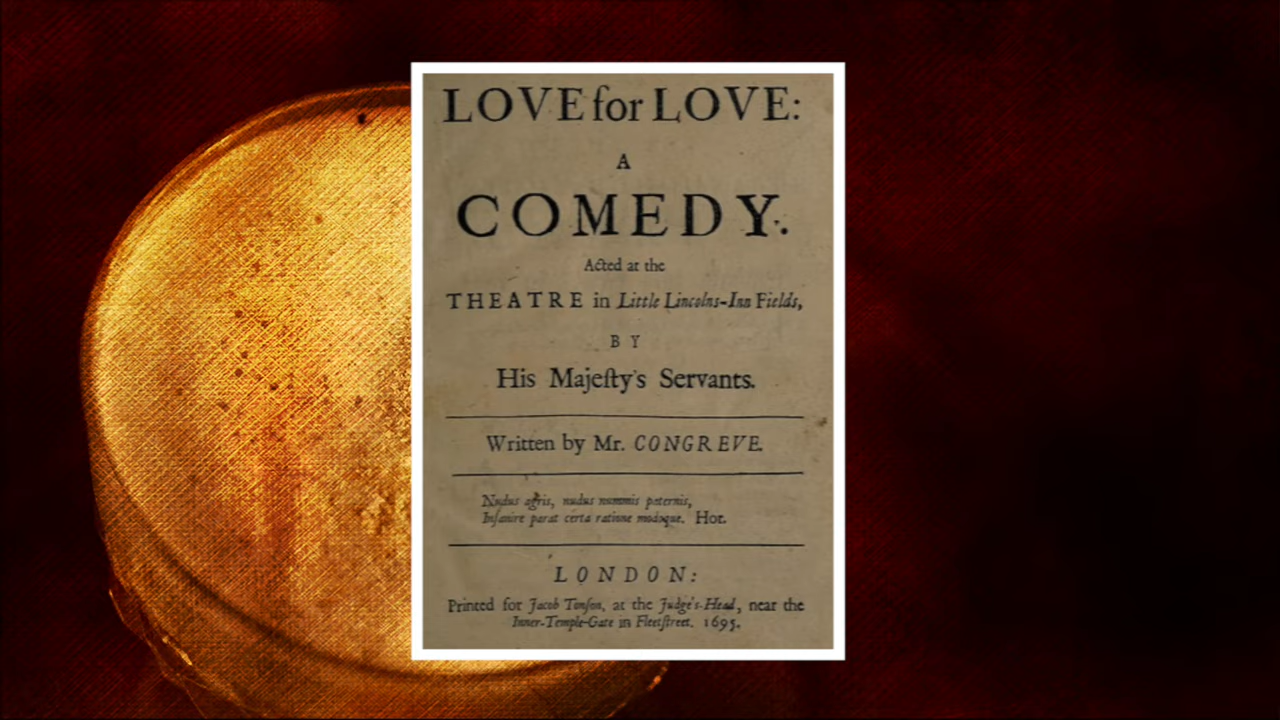 LOVE for LOVE:
A
COMEDY.
Acted at the
THEATRE in Little Lincolns-Inn Fields,
BY
His Majeſty's Servants.
Written by Mr. CONGREVE.
Nudus agris, nudus nummis paternis,
Inſanire parat certa ratione modoque. Hor.
LONDON:
Printed for Jacob Tonſon, at the Judge's-Head, near the
Inner-Temple-Gate in Fleetſtreet. 1695.